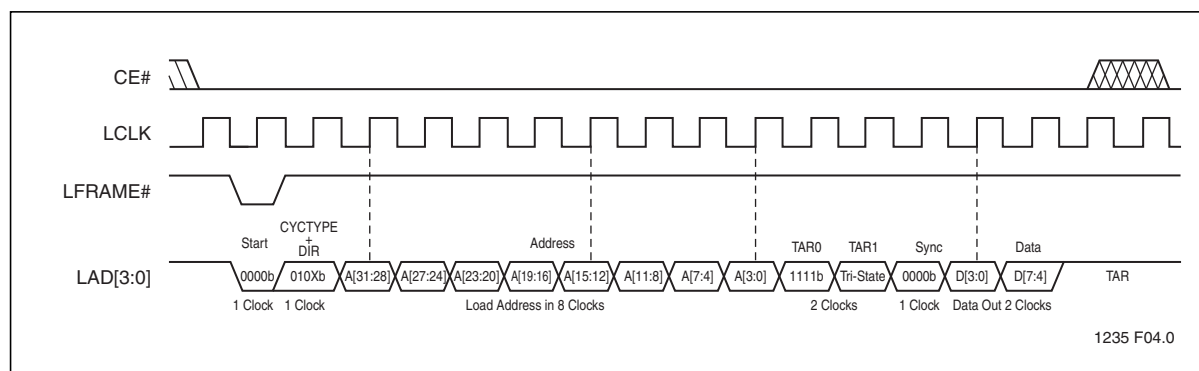 CE#
LCLK
LFRAME#
Start
CYCTYPE
+
DIR
Address
TAR0
TAR1
Sync
Data
LAD[3:0]
0000b
010Xb
A[31:28]
A[27:24]
A[23:20]
A[19:16]
A[15:12]
A[11:8]
A[7:4]
A[3:0]
1111b
Tri-State
0000b
D[3:0]
D[7:4]
TAR
1 Clock
1 Clock
Load Address in 8 Clocks
2 Clocks
1 Clock
Data Out 2 Clocks
1235 F04.0